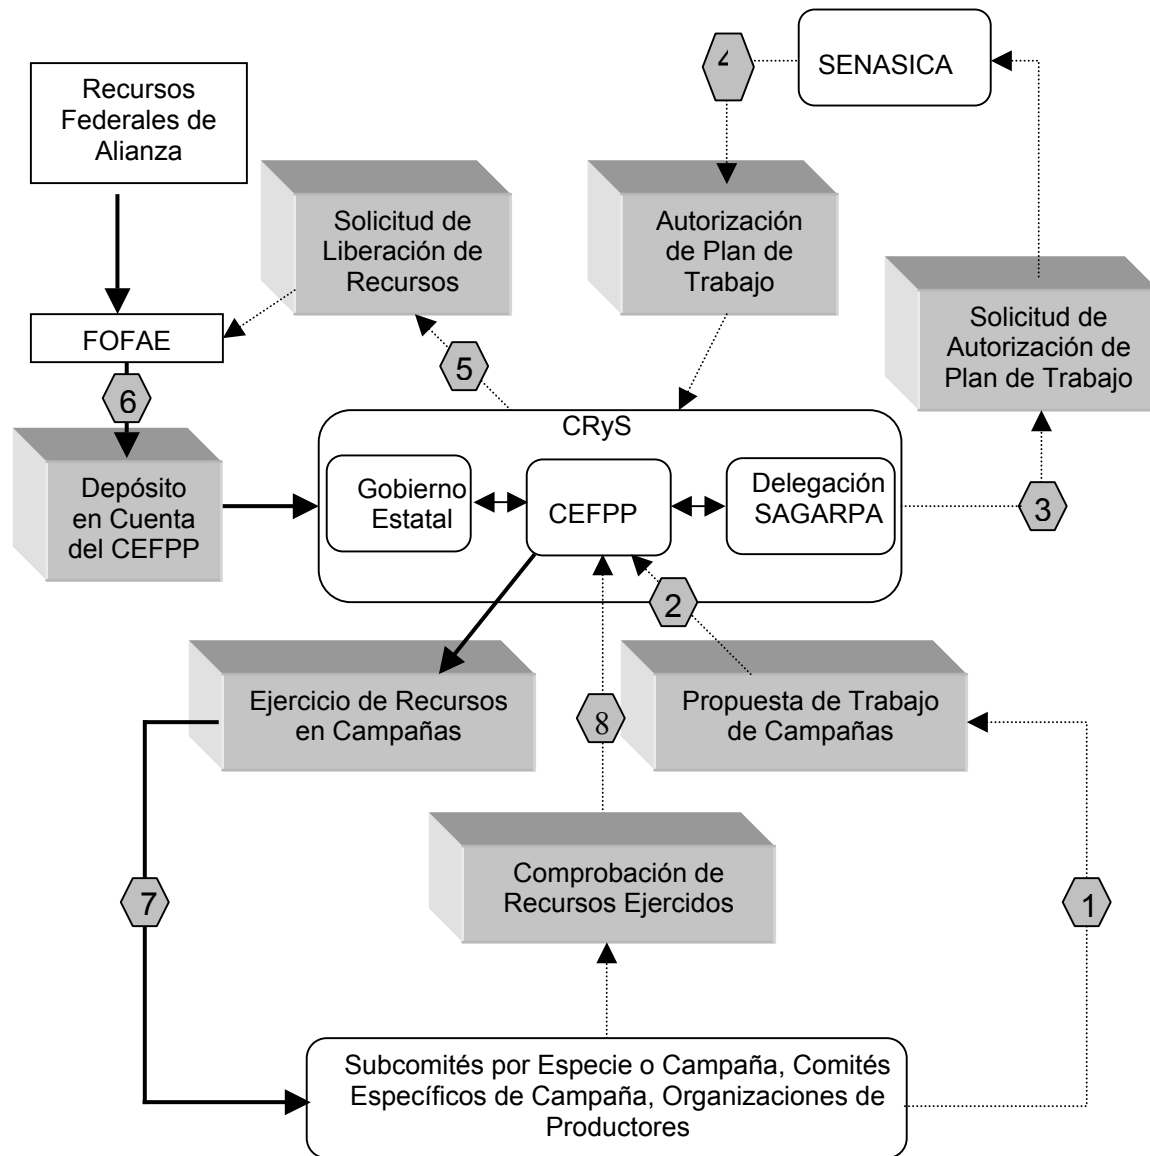 4
SENASICA
Recursos
Federales de
Alianza
Solicitud de
Liberación de
Recursos
Autorización
de Plan de
Trabajo
Solicitud de
Autorización de
Plan de Trabajo
FOFAE
5
6
CRyS
Depósito
en Cuenta
del CEFPP
Gobierno
Estatal
CEFPP
Delegación
SAGARPA
3
2
Ejercicio de Recursos
en Campañas
8
Propuesta de Trabajo
de Campañas
Comprobación de
Recursos Ejercidos
7
1
Subcomités por Especie o Campaña, Comités
Específicos de Campaña, Organizaciones de
Productores